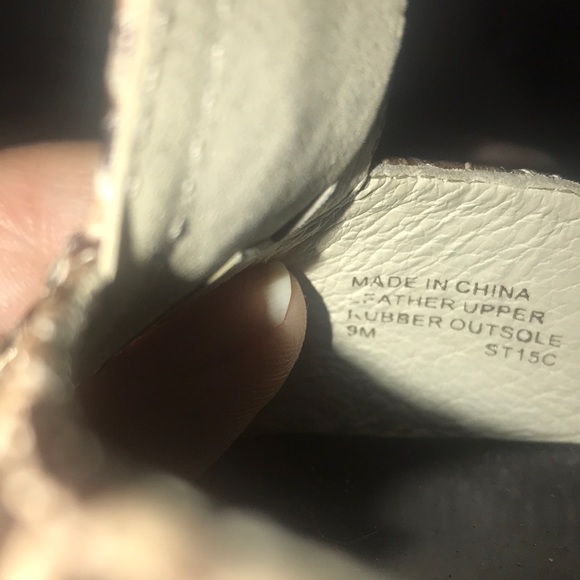 MADE IN CHINA
LEATHER UPPER
RUBBER OUTSOLE
9M ST15C